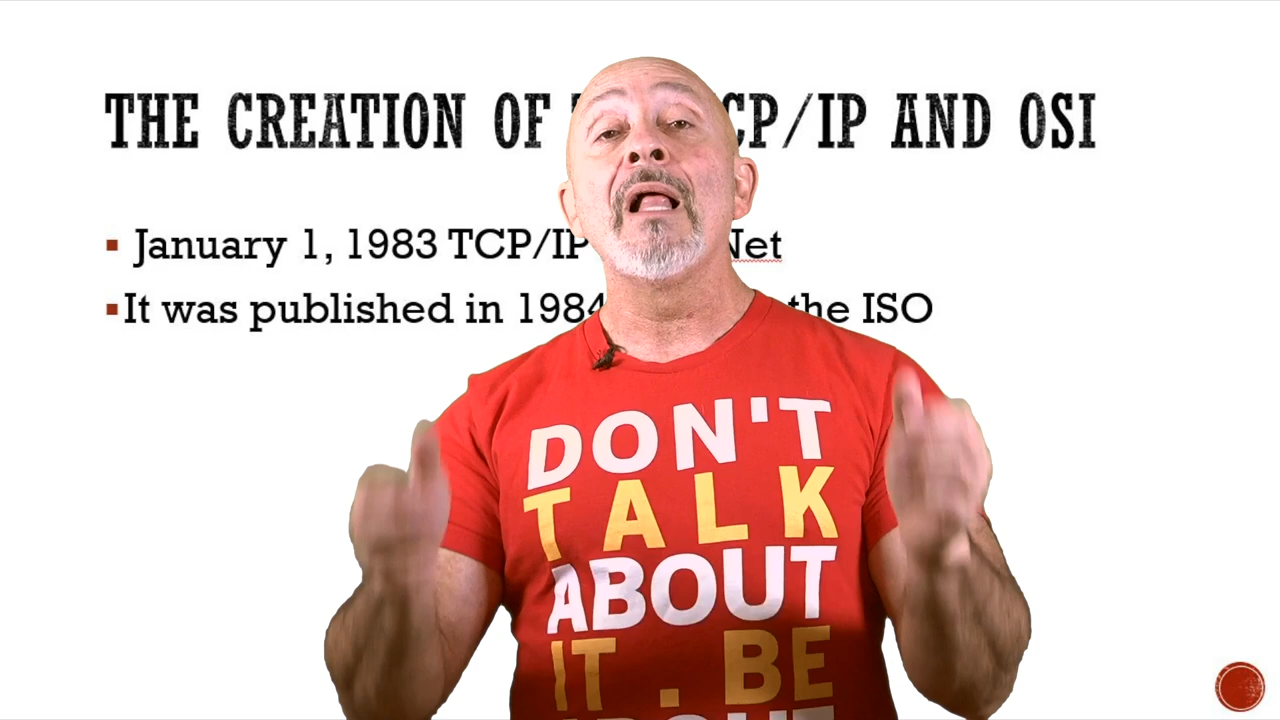 THE CREATION OF CP/IP AND OSI
January 1, 1983 TCP/IP Net
It was published in 1984 the ISO
DON'T
TALK
ABOUT
IT . BE
ABOUT